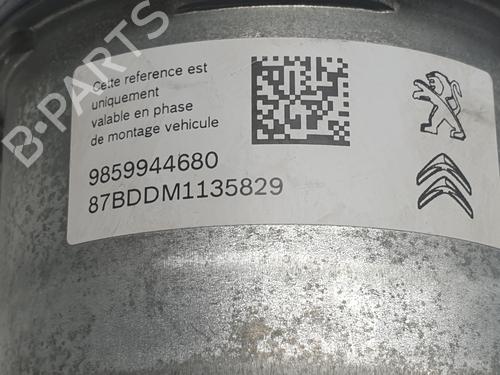 B-PARTS
Cette reference est
uniquement
valable en phase
de montage vehicule
9859944680
87BDDM1135829